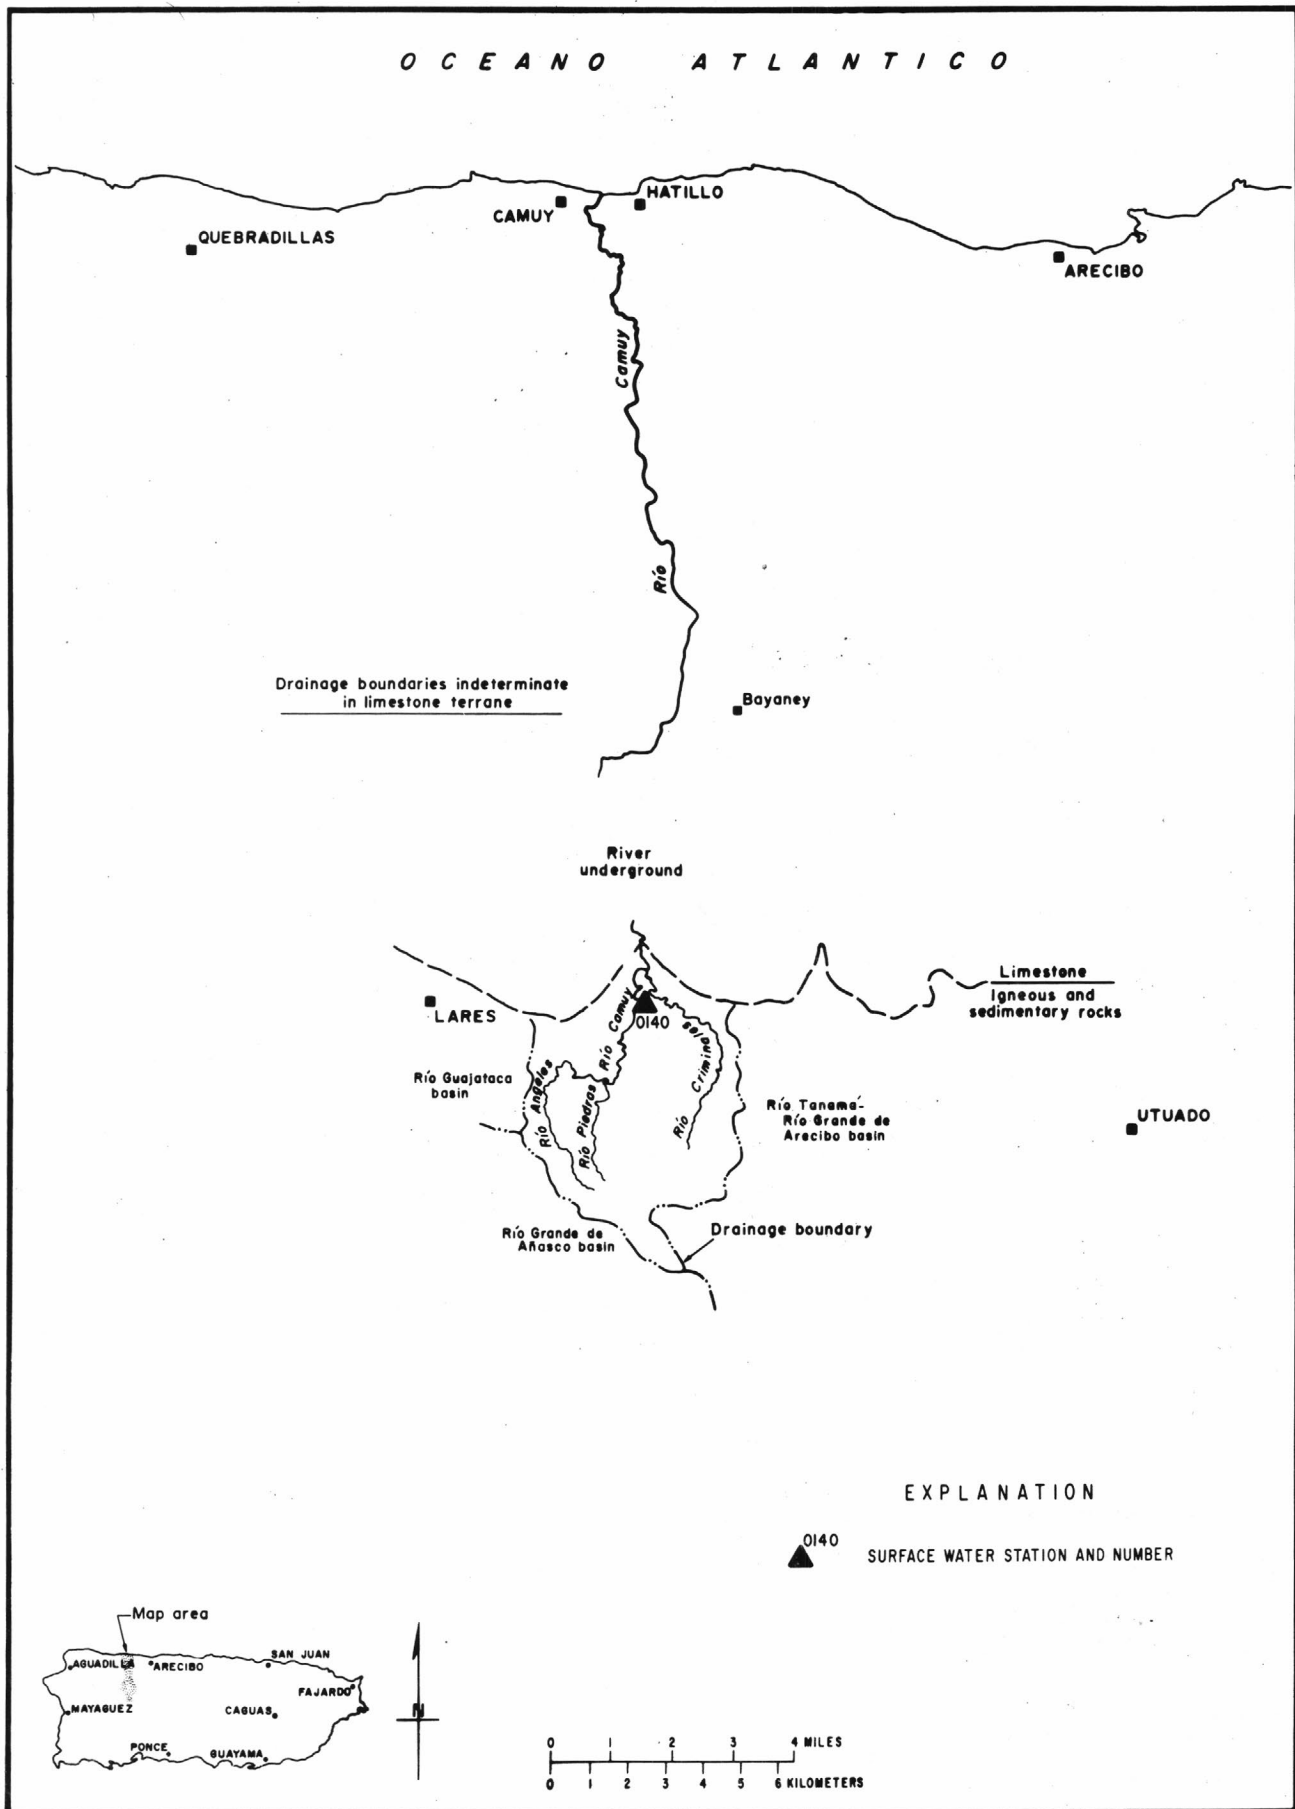 OCEANO ATLANTICO
HATILLO
CAMUY
QUEBRADILLAS
ARECIBO
Río Camuy
Drainage boundaries indeterminate
in limestone terrane
Bayaney
River
underground
Limestone
Igneous and
sedimentary rocks
LARES
0140
Río Camuy
Río Criminales
Río Angeles
Río Piedras
Río Guajataca
basin
Río Tanamá-
Río Grande de
Arecibo basin
UTUADO
Río Grande de
Añasco basin
Drainage boundary
EXPLANATION
0140
SURFACE WATER STATION AND NUMBER
Map area
AGUADILLA
ARECIBO
SAN JUAN
FAJARDO
MAYAGUEZ
CAGUAS
PONCE
GUAYAMA
N
0 1 2 3 4 MILES
0 1 2 3 4 5 6 KILOMETERS